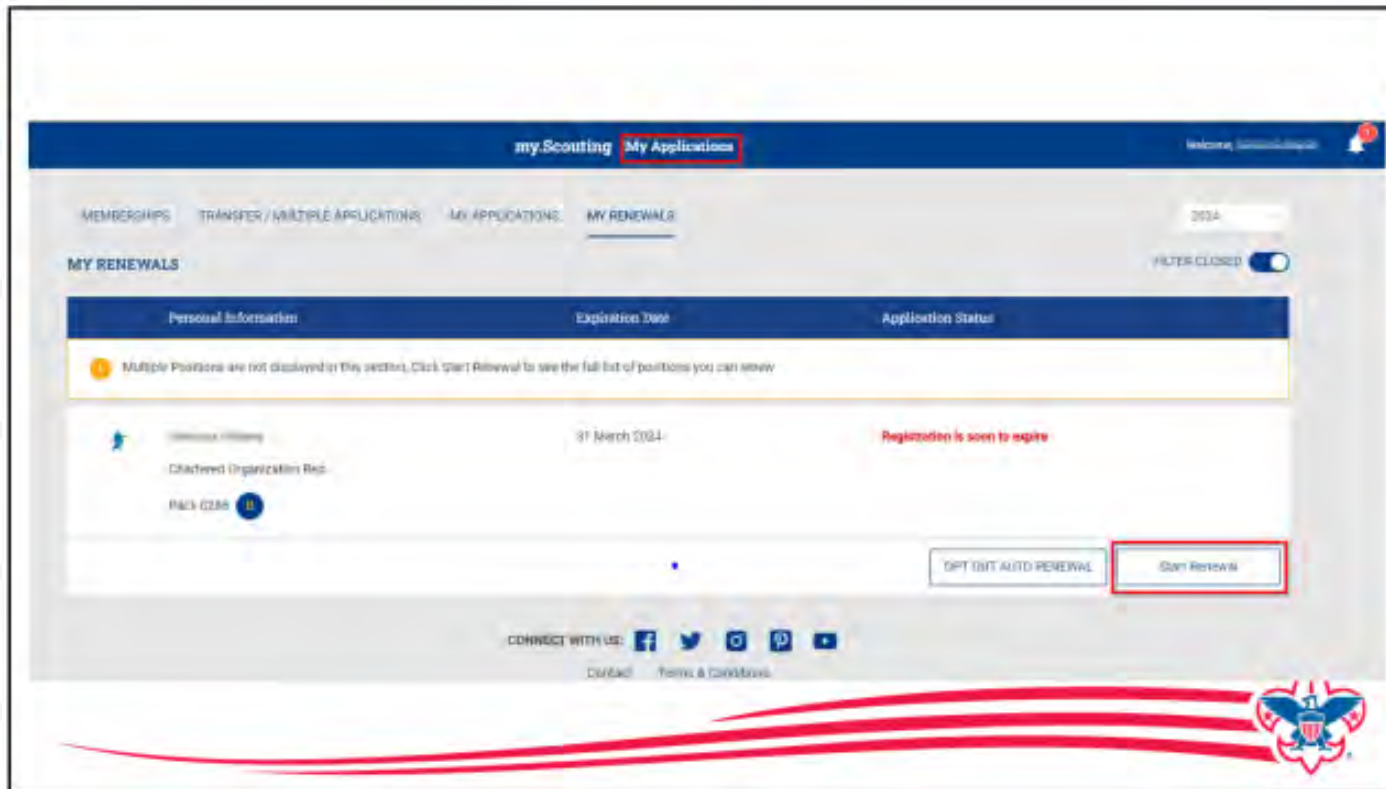 my.Scouting My Applications
Welcome,
MEMBERSHIPS TRANSFER / MULTIPLE APPLICATIONS MY APPLICATIONS MY RENEWALS 2024
MY RENEWALS FILTER CLOSED
Personal Information Expiration Date Application Status
Multiple Positions are not displayed in this section, Click Start Renewal to see the full list of positions you can renew
31 March 2024 Registration is soon to expire
Chartered Organization Rep.
Pack
OPT OUT AUTO RENEWAL Start Renewal
CONNECT WITH US:
Contact Terms & Conditions